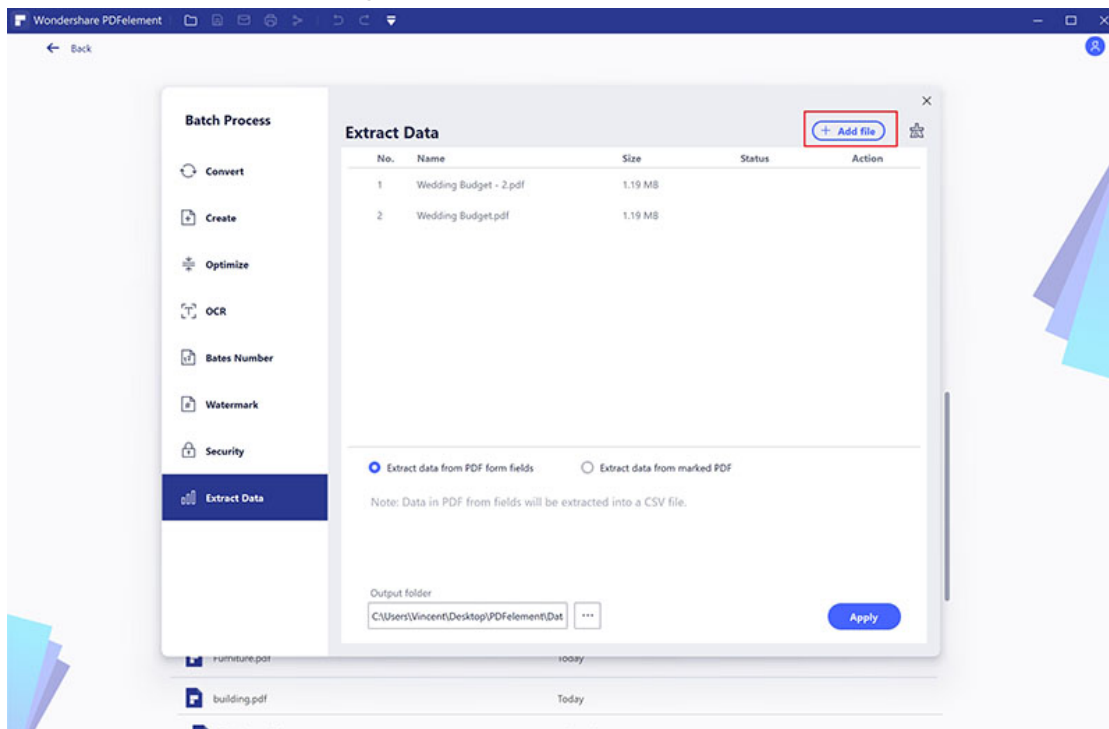 Wondershare PDFelement
Back
Batch Process
Convert
Create
Optimize
OCR
Bates Number
Watermark
Security
Extract Data
Extract Data
+ Add file
No. Name Size Status Action
1 Wedding Budget - 2.pdf 1.19 MB
2 Wedding Budget.pdf 1.19 MB
Extract data from PDF form fields Extract data from marked PDF
Note: Data in PDF from fields will be extracted into a CSV file.
Output folder
C:\Users\Vincent\Desktop\PDFelement\Dat ...
Apply
Furniture.pdf Today
building.pdf Today